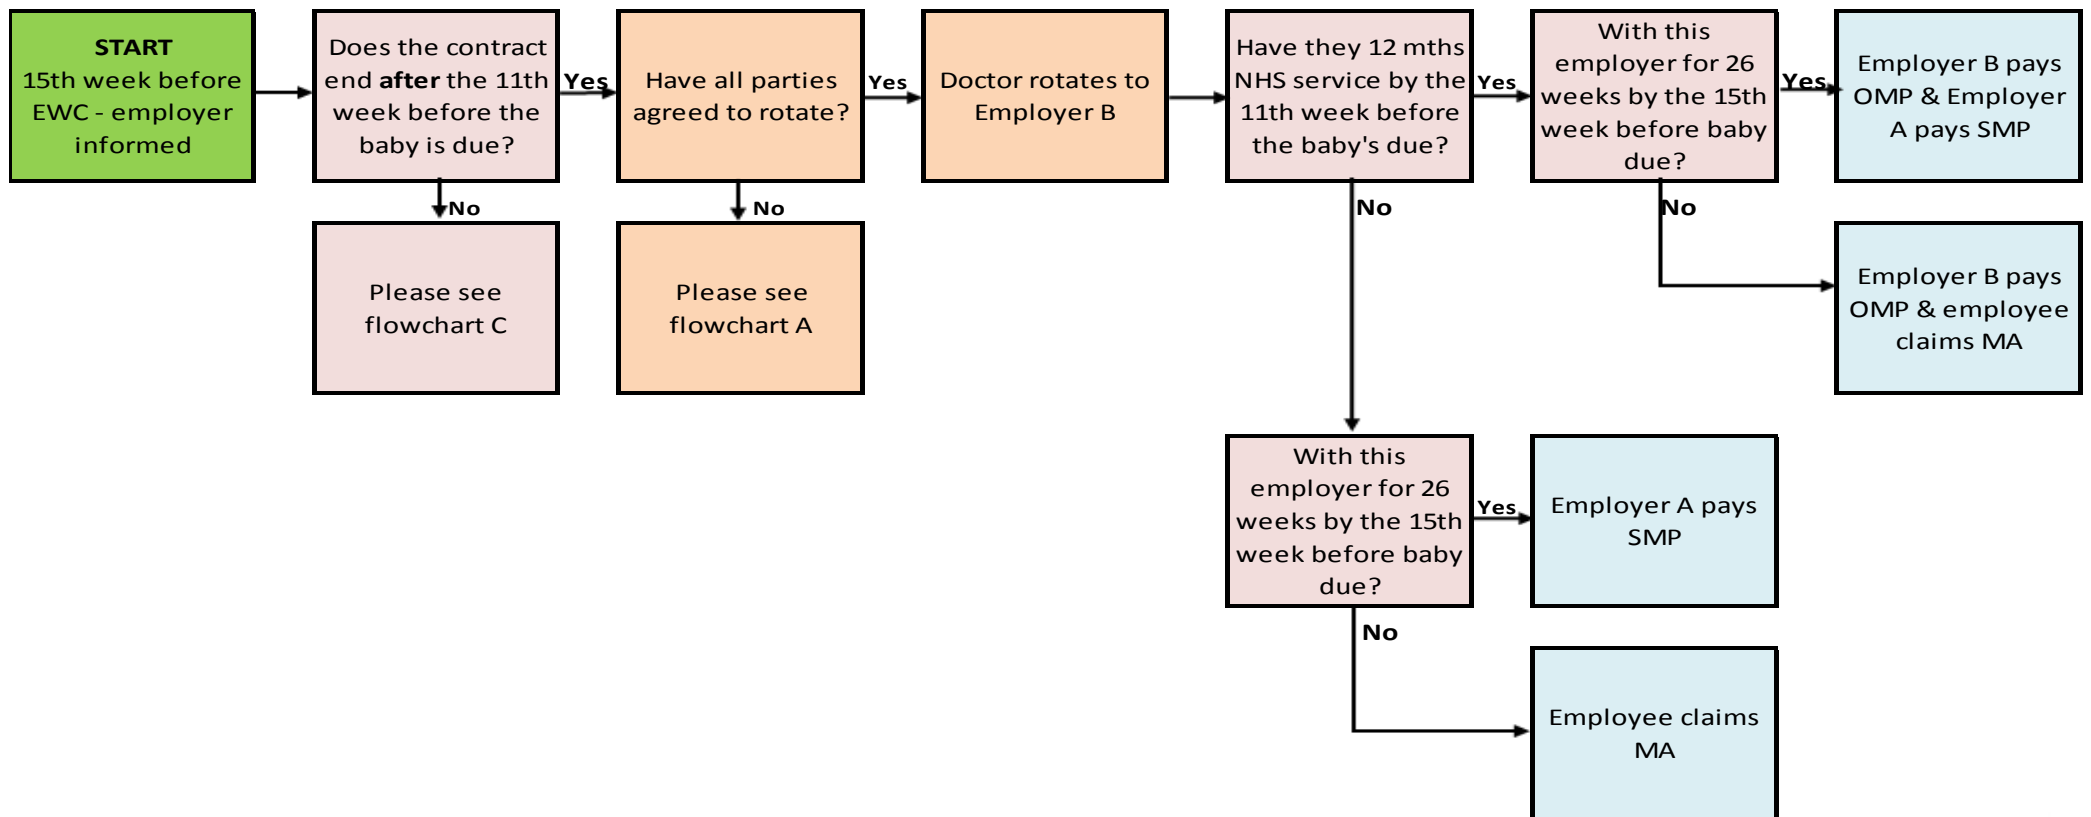 START
15th week before
EWC - employer
informed
Does the contract
end after the 11th
week before the
baby is due?
Yes
Have all parties
agreed to rotate?
Yes
Doctor rotates to
Employer B
Have they 12 mths
NHS service by the
11th week before
the baby's due?
Yes
With this
employer for 26
weeks by the 15th
week before baby
due?
Yes
Employer B pays
OMP & Employer
A pays SMP
No
No
No
No
Please see
flowchart C
Please see
flowchart A
Employer B pays
OMP & employee
claims MA
With this
employer for 26
weeks by the 15th
week before baby
due?
Yes
Employer A pays
SMP
No
Employee claims
MA